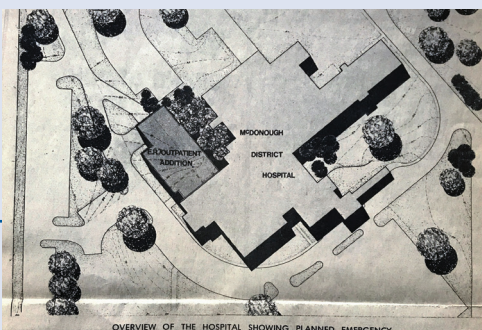 McDONOUGH
DISTRICT
HOSPITAL
E.R./OUTPATIENT
ADDITION
OVERVIEW OF THE HOSPITAL SHOWING PLANNED EMERGENCY